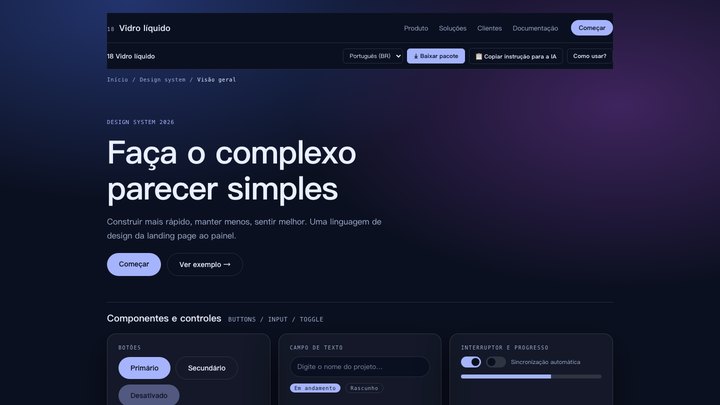 18 Vidro líquido
Produto Soluções Clientes Documentação Começar
18 Vidro líquido
Português (BR) Baixar pacote Copiar instrução para a IA Como usar?
Início / Design system / Visão geral
DESIGN SYSTEM 2026
Faça o complexo
parecer simples
Construir mais rápido, manter menos, sentir melhor. Uma linguagem de
design da landing page ao painel.
Começar Ver exemplo →
Componentes e controles BUTTONS / INPUT / TOGGLE
BOTÕES
Primário Secundário
Desativado
CAMPO DE TEXTO
Digite o nome do projeto...
Em andamento Rascunho
INTERRUPTOR E PROGRESSO
Sincronização automática